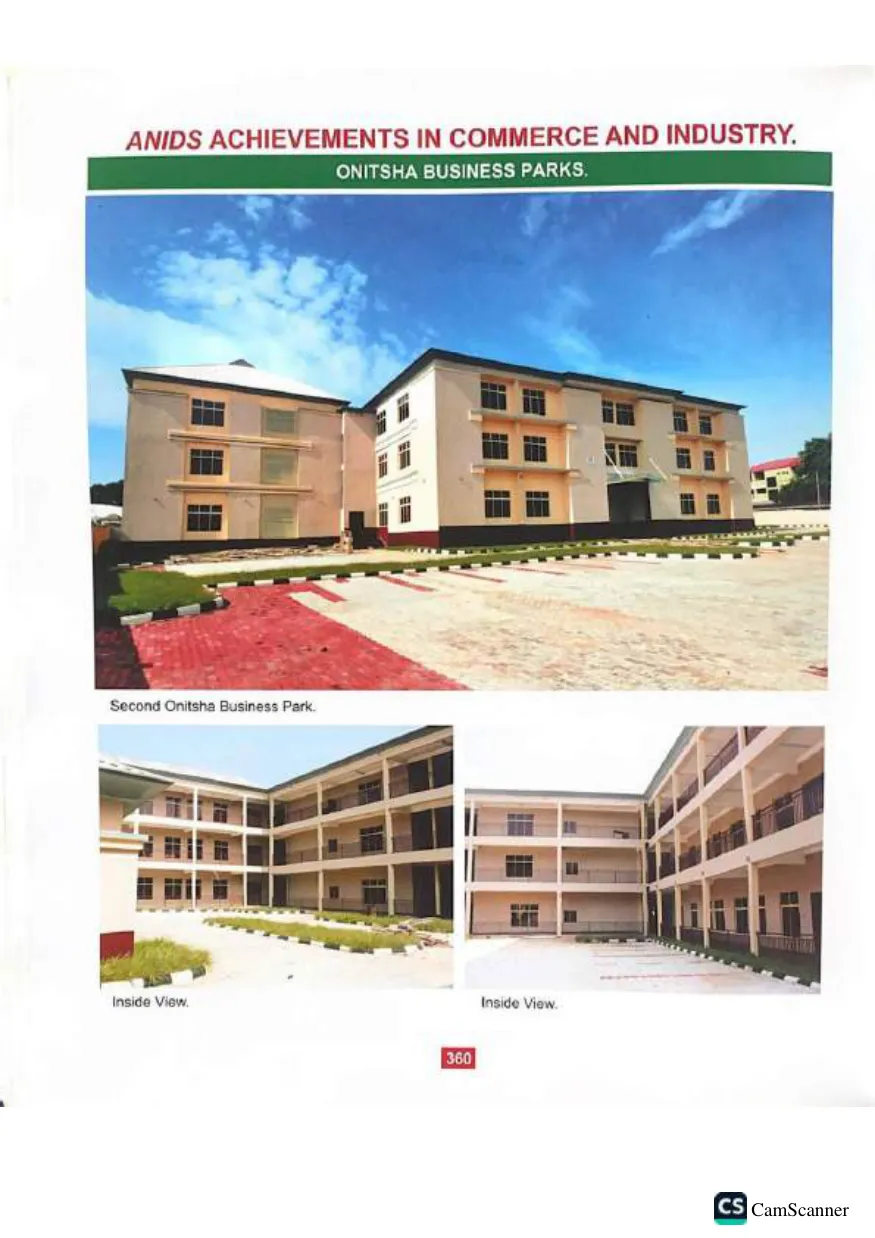 ANIDS ACHIEVEMENTS IN COMMERCE AND INDUSTRY.
ONITSHA BUSINESS PARKS.
Second Onitsha Business Park.
Inside View.
Inside View.
360
CS CamScanner